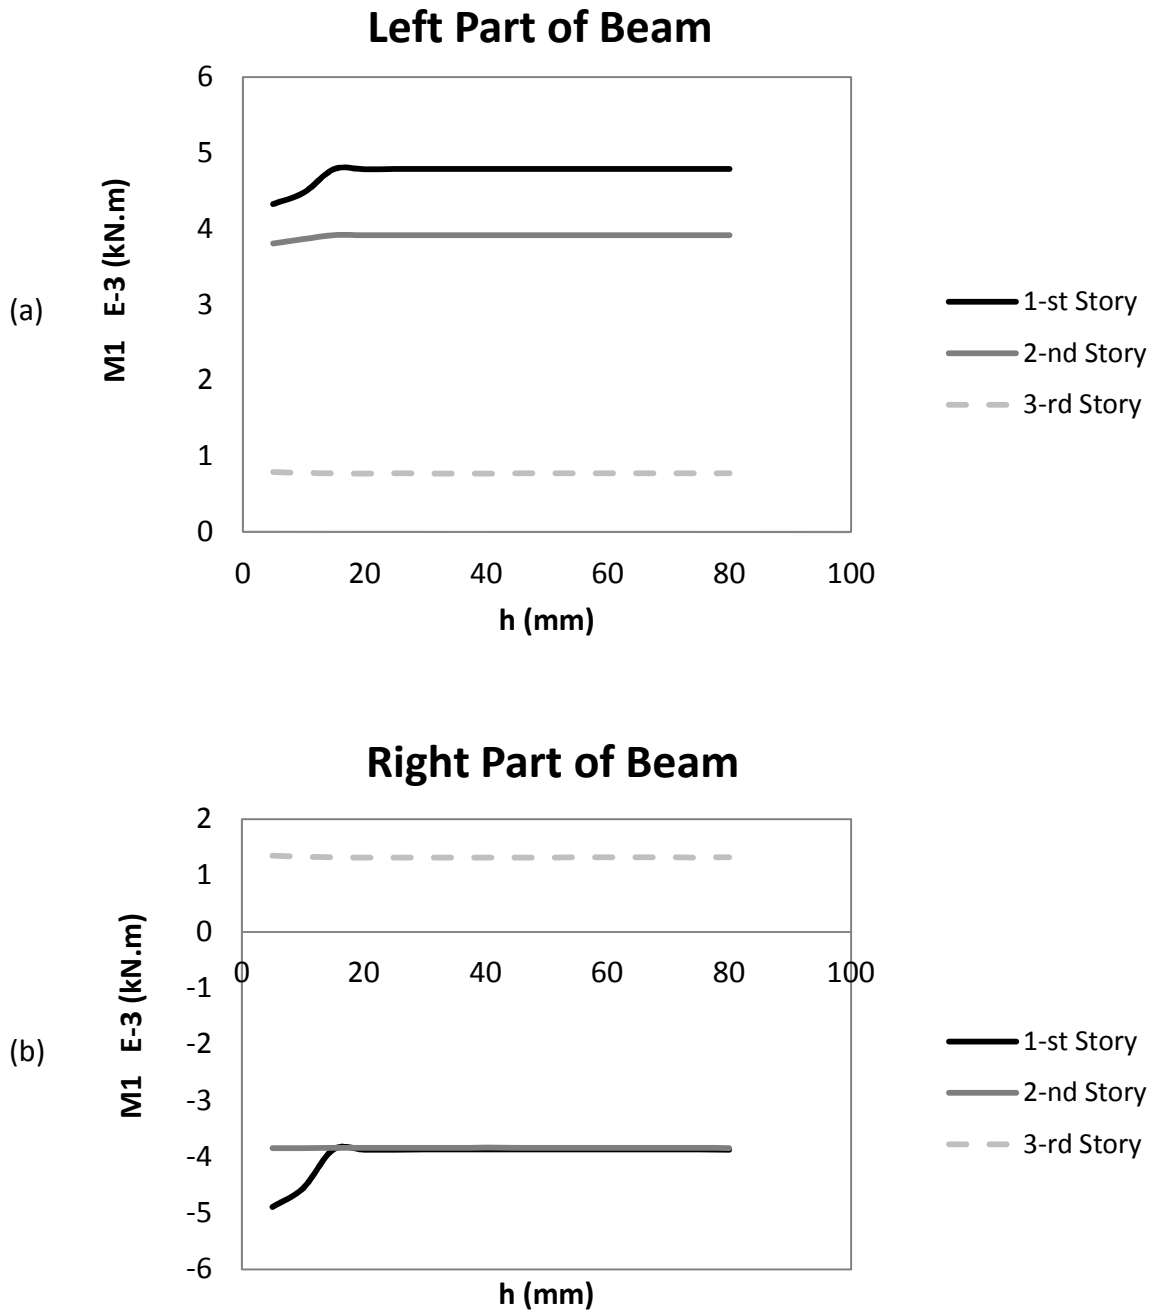 Left Part of Beam
6
5
4
3
2
1
0
0 20 40 60 80 100
h (mm)
M1 E-3 (kN.m)
(a)
1-st Story
2-nd Story
3-rd Story
Right Part of Beam
2
1
0
0 20 40 60 80 100
-1
-2
-3
-4
-5
-6
h (mm)
M1 E-3 (kN.m)
(b)
1-st Story
2-nd Story
3-rd Story